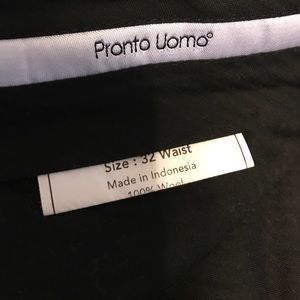 Pronto Uomo®
Size : 32 Waist
Made in Indonesia
100% Wool